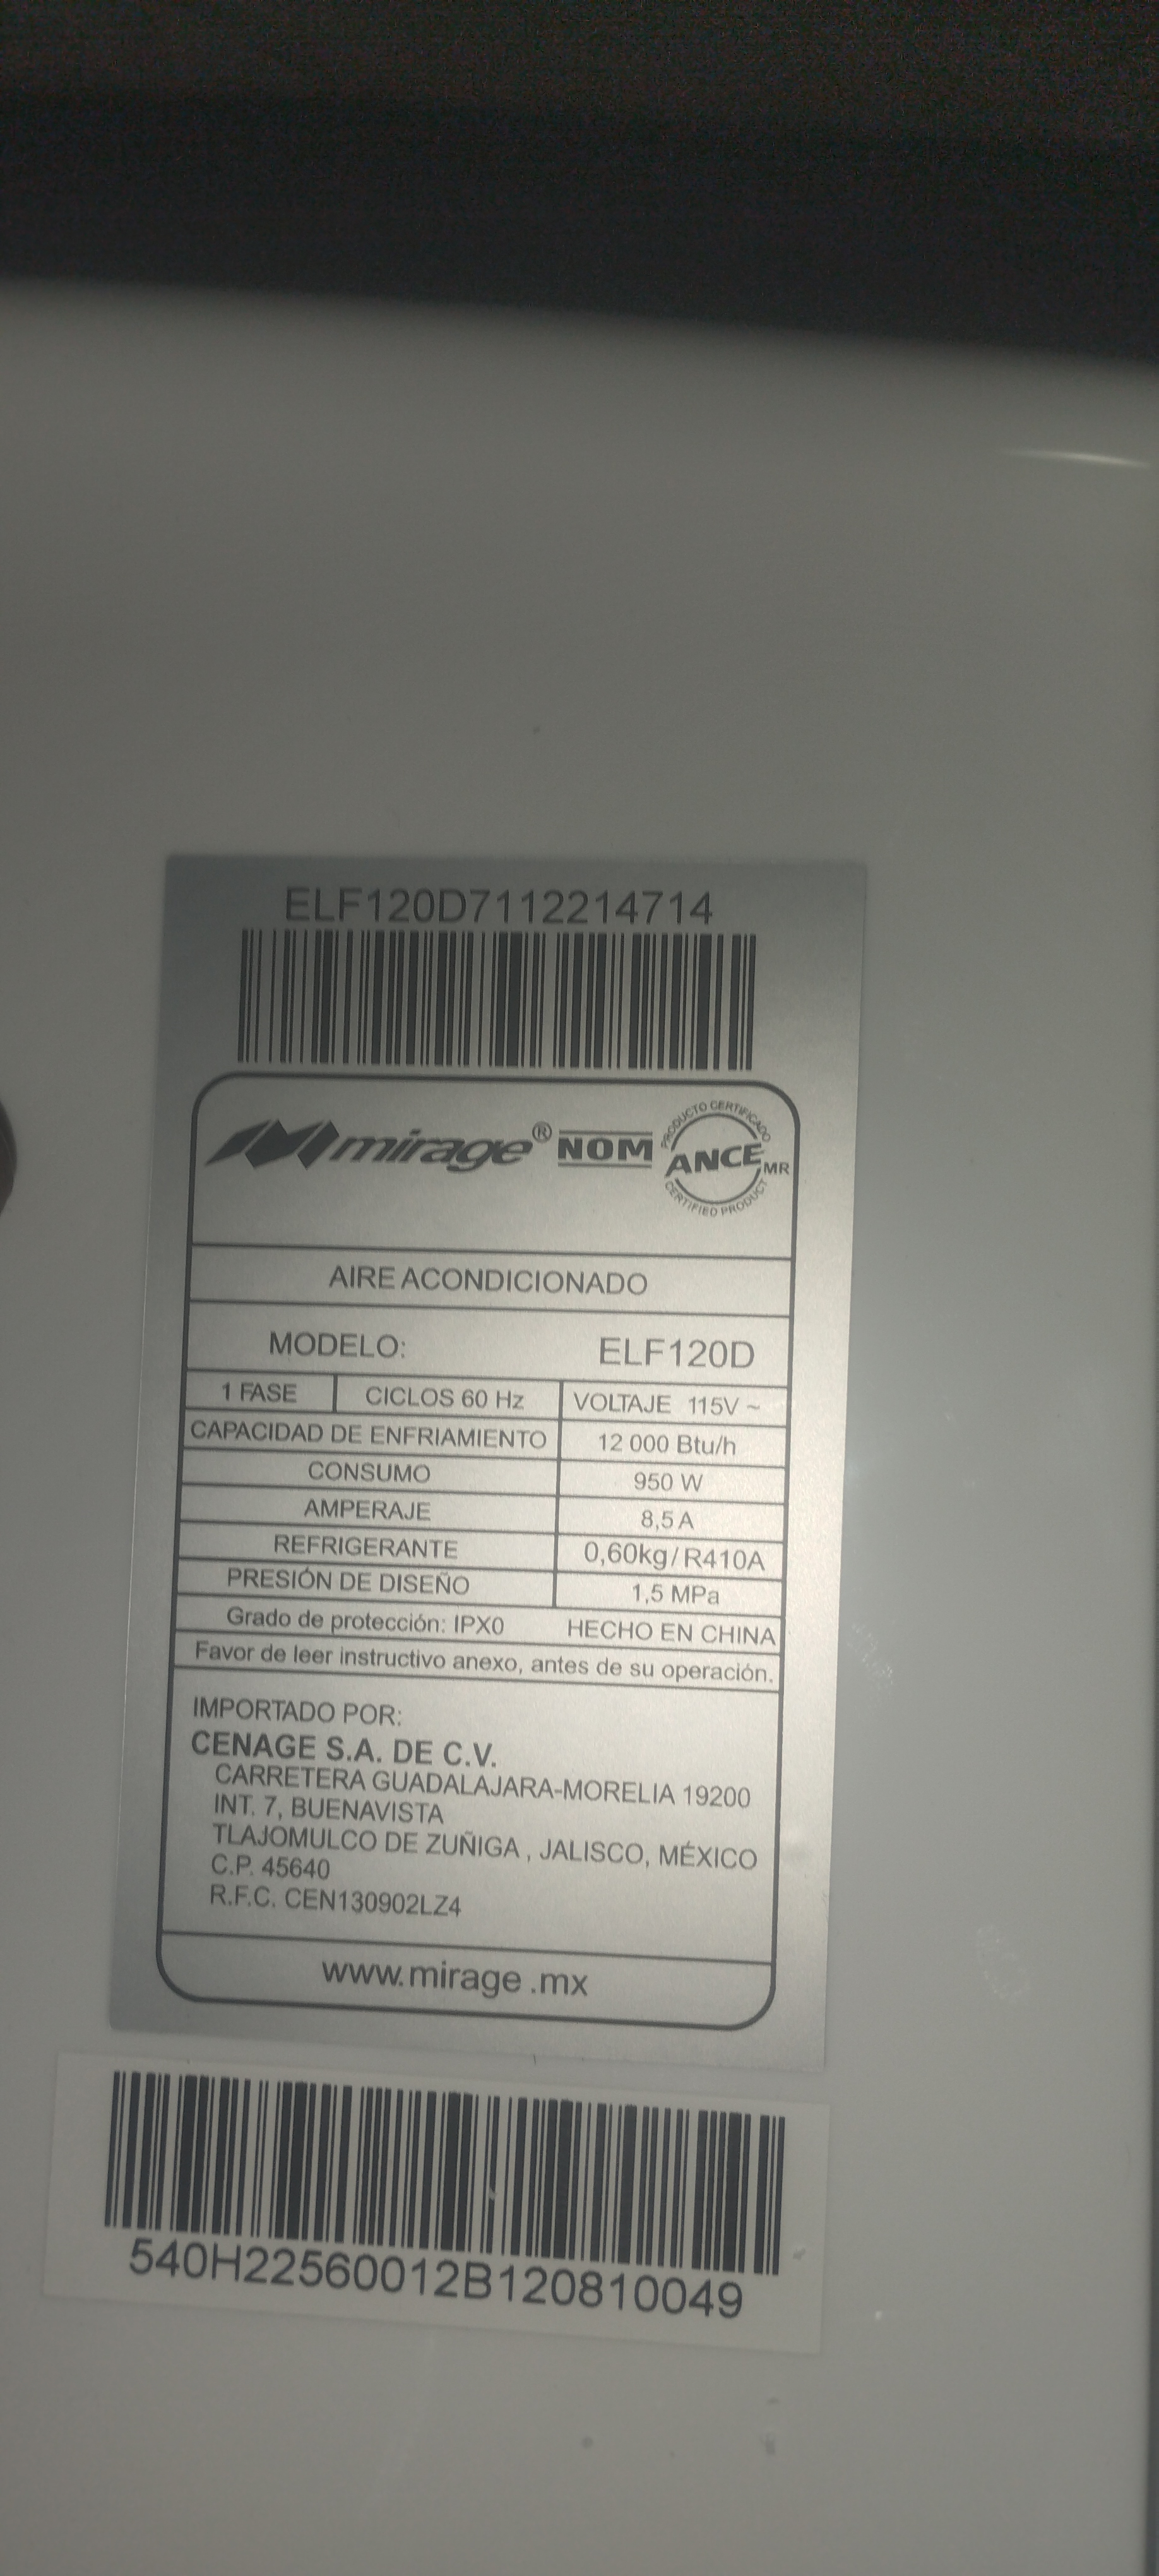 ELF120D7112214714
mirage® NOM PRODUCTO CERTIFICADO ANCE MR CERTIFIED PRODUCT
AIRE ACONDICIONADO
MODELO: ELF120D
1 FASE CICLOS 60 Hz VOLTAJE 115V ~
CAPACIDAD DE ENFRIAMIENTO 12 000 Btu/h
CONSUMO 950 W
AMPERAJE 8,5 A
REFRIGERANTE 0,60kg/R410A
PRESIÓN DE DISEÑO 1,5 MPa
Grado de protección: IPX0 HECHO EN CHINA
Favor de leer instructivo anexo, antes de su operación.
IMPORTADO POR:
CENAGE S.A. DE C.V.
CARRETERA GUADALAJARA-MORELIA 19200
INT. 7, BUENAVISTA
TLAJOMULCO DE ZUÑIGA , JALISCO, MÉXICO
C.P. 45640
R.F.C. CEN130902LZ4
www.mirage .mx
540H22560012B120810049